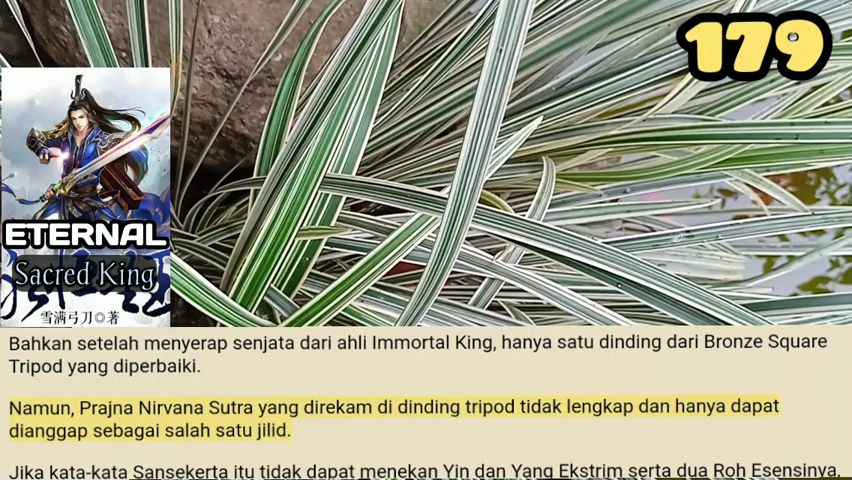 179
ETERNAL
Sacred King
雪满弓刀◎著
Bahkan setelah menyerap senjata dari ahli Immortal King, hanya satu dinding dari Bronze Square
Tripod yang diperbaiki.
Namun, Prajna Nirvana Sutra yang direkam di dinding tripod tidak lengkap dan hanya dapat
dianggap sebagai salah satu jilid.
Jika kata-kata Sansekerta itu tidak dapat menekan Yin dan Yang Ekstrim serta dua Roh Esensinya,